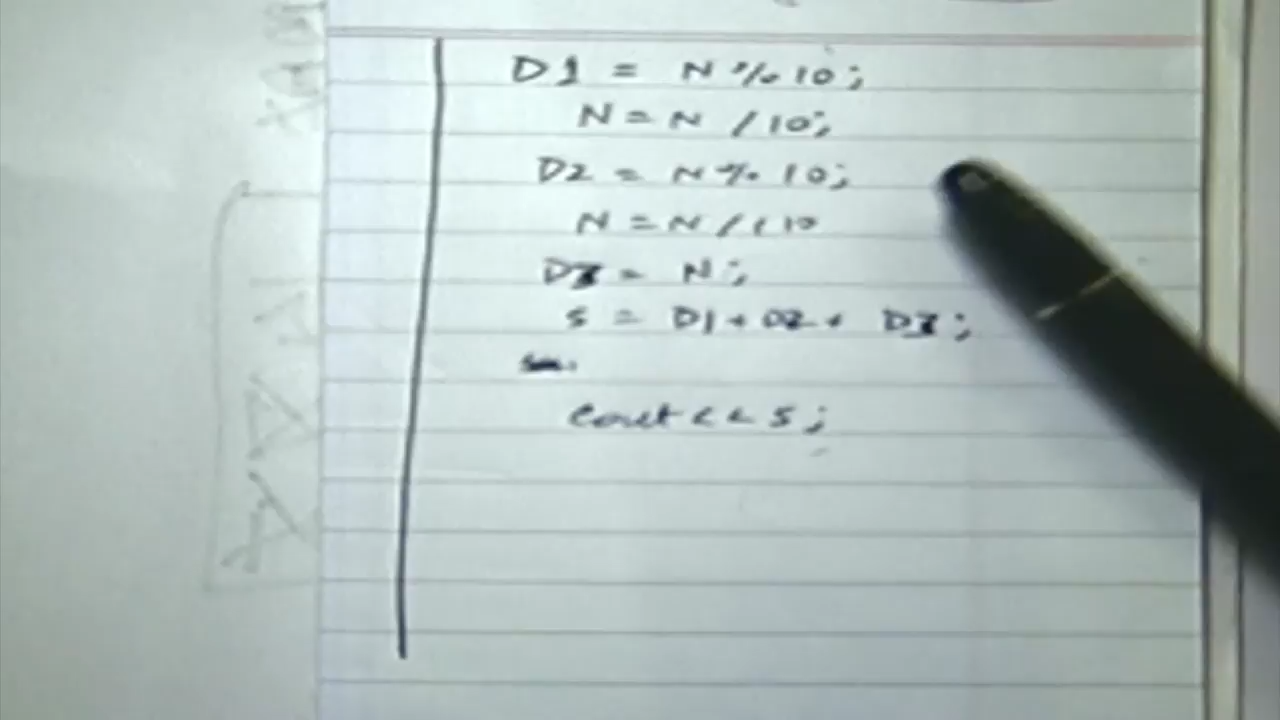 D1 = N % 10;
N = N / 10;
D2 = N % 10;
N = N / / 10
D3 = N;
S = D1 + D2 + D3;
cout < < S;